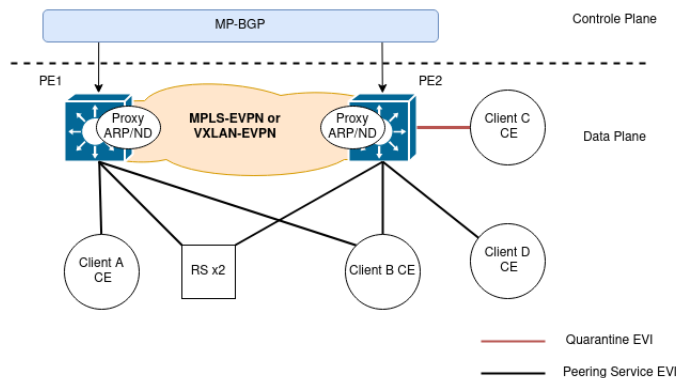 MP-BGP
Controle Plane
PE1
PE2
Proxy
ARP/ND
MPLS-EVPN or
VXLAN-EVPN
Proxy
ARP/ND
Client C
CE
Data Plane
Client A
CE
RS x2
Client B CE
Client D
CE
Quarantine EVI
Peering Service EVI